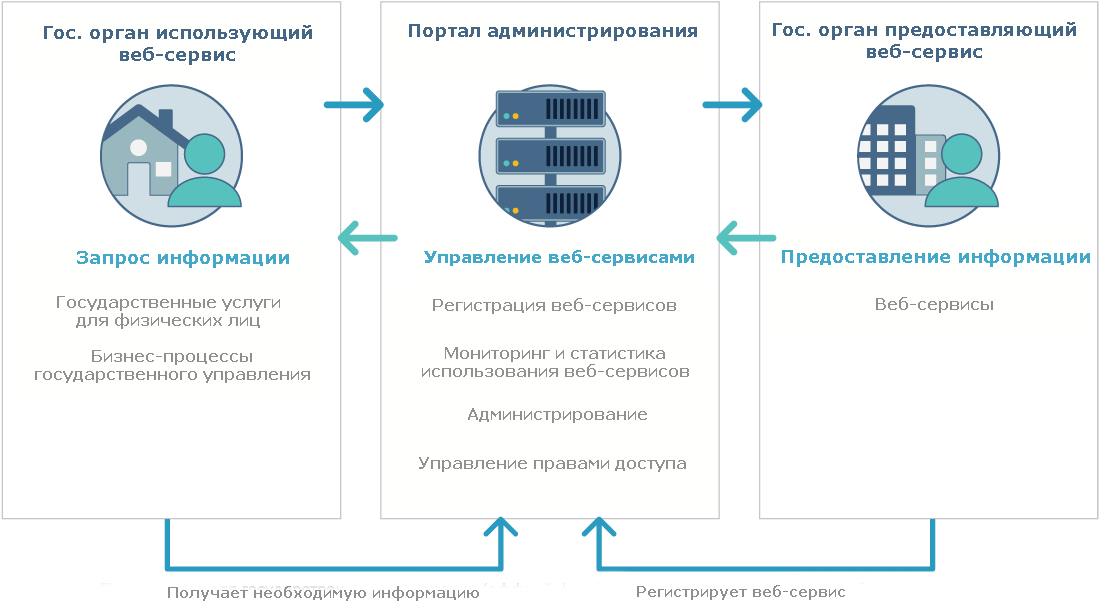 Гос. орган использующий
веб-сервис
Запрос информации
Государственные услуги
для физических лиц
Бизнес-процессы
государственного управления
Портал администрирования
Управление веб-сервисами
Регистрация веб-сервисов
Мониторинг и статистика
использования веб-сервисов
Администрирование
Управление правами доступа
Гос. орган предоставляющий
веб-сервис
Предоставление информации
Веб-сервисы
Получает необходимую информацию
Регистрирует веб-сервис